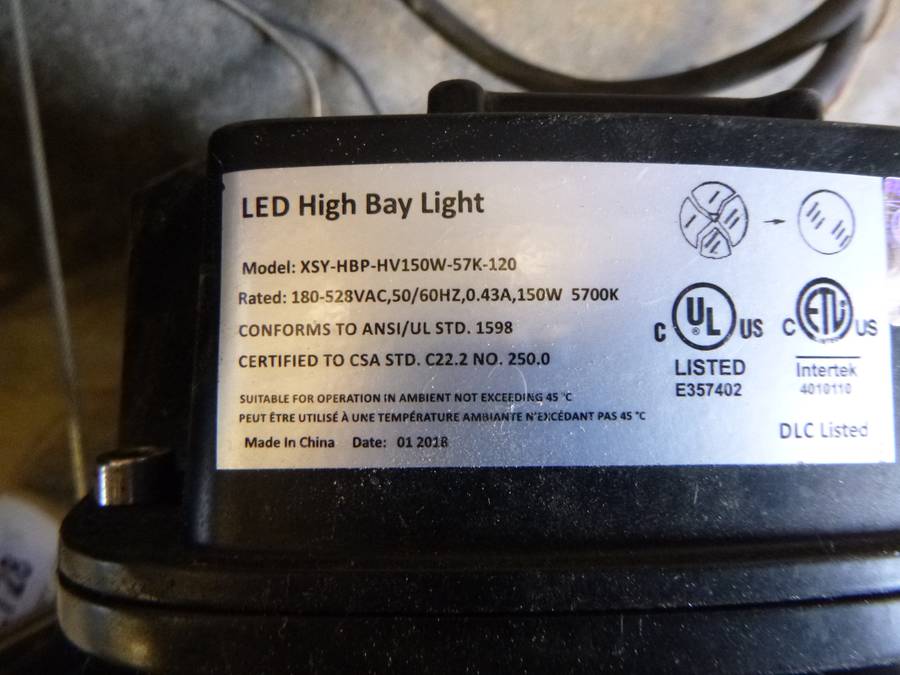 LED High Bay Light
Model: XSY-HBP-HV150W-57K-120
Rated: 180-528VAC,50/60HZ,0.43A,150W 5700K
CONFORMS TO ANSI/UL STD. 1598
CERTIFIED TO CSA STD. C22.2 NO. 250.0
SUITABLE FOR OPERATION IN AMBIENT NOT EXCEEDING 45 °C
PEUT ÊTRE UTILISÉ À UNE TEMPÉRATURE AMBIANTE N'EXCÉDANT PAS 45 °C
Made In China Date: 01 2018
C UL ® US
LISTED
E357402
C ETL US
Intertek
4010110
DLC Listed